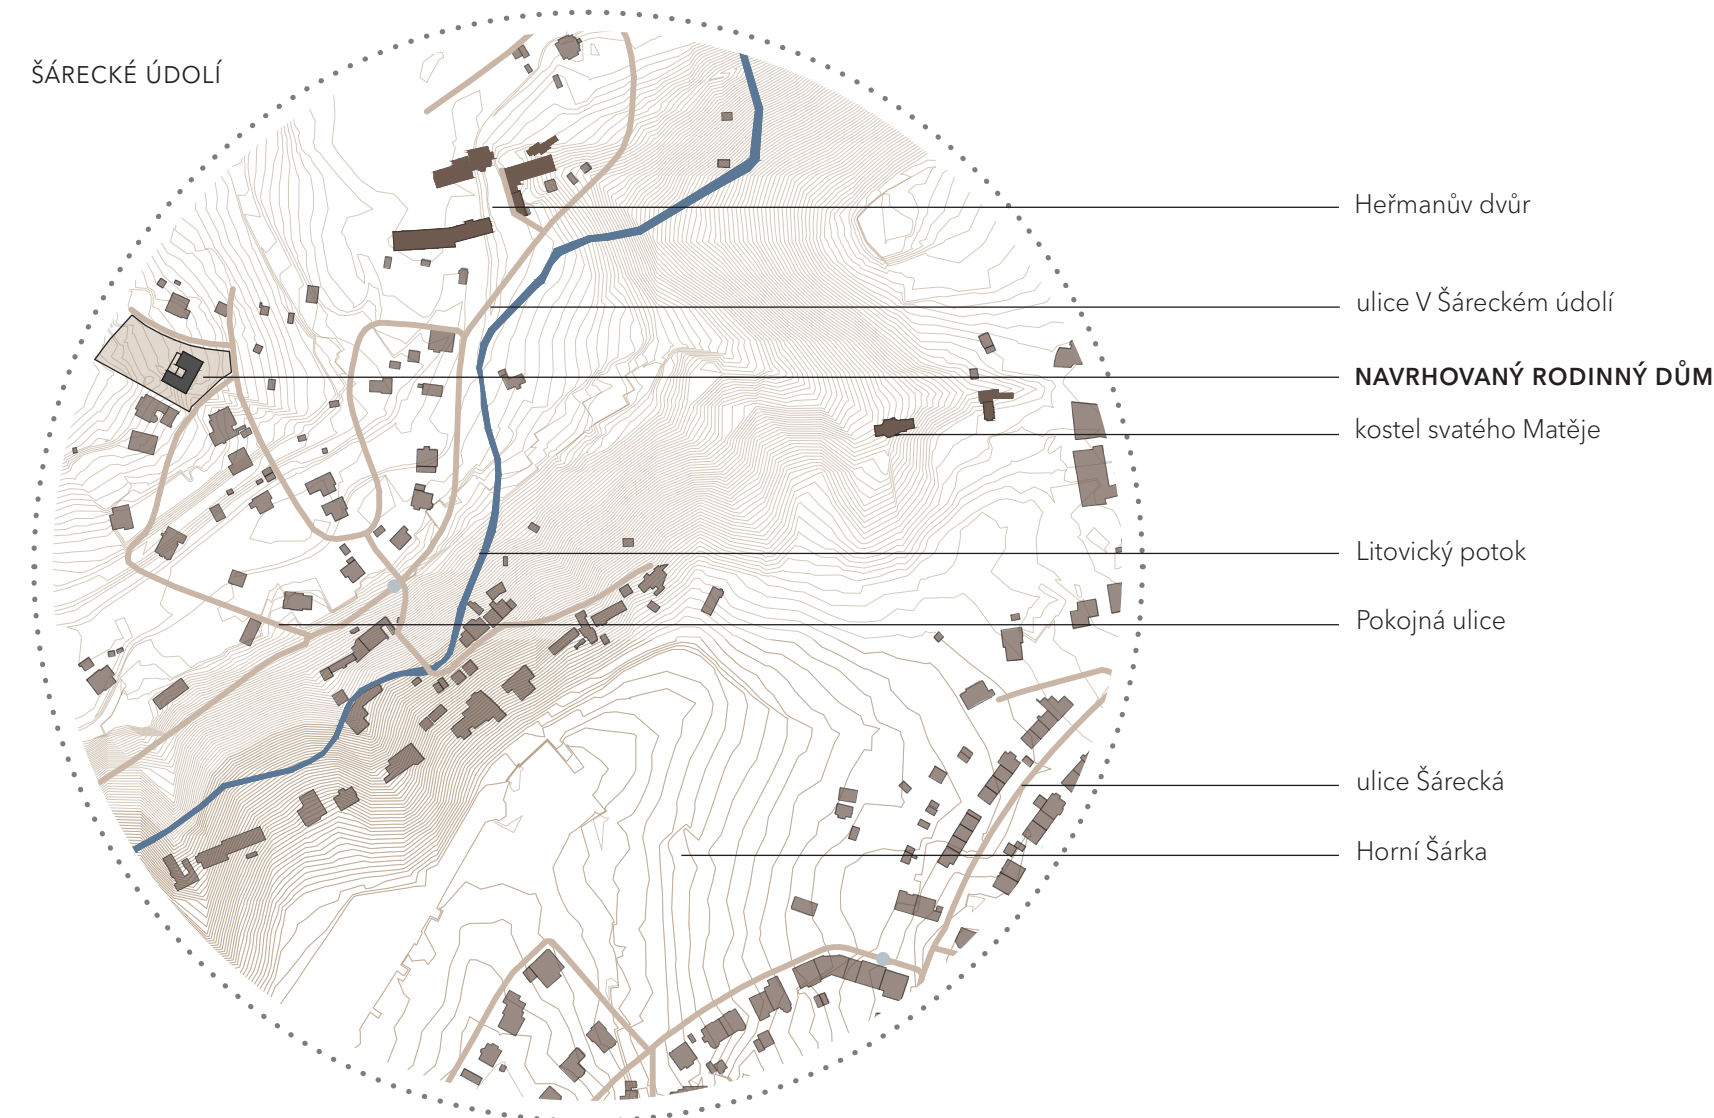 ŠÁRECKÉ ÚDOLÍ
Heřmanův dvůr
ulice V Šáreckém údolí
NAVRHOVANÝ RODINNÝ DŮM
kostel svatého Matěje
Litovický potok
Pokojná ulice
ulice Šárecká
Horní Šárka